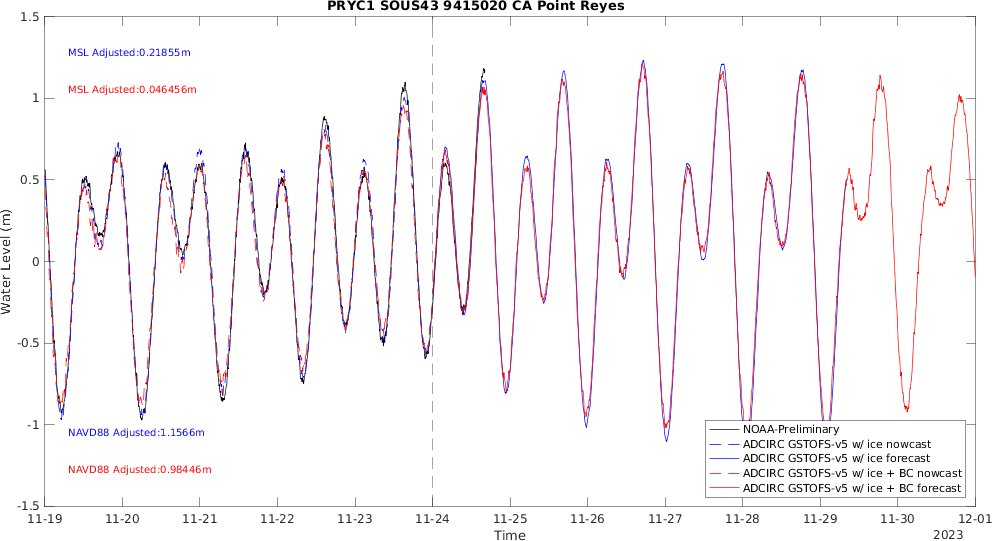 PRYC1 SOUS43 9415020 CA Point Reyes
1.5
1
0.5
0
-0.5
-1
-1.5
Water Level (m)
MSL Adjusted:0.21855m
MSL Adjusted:0.046456m
NAVD88 Adjusted:1.1566m
NAVD88 Adjusted:0.98446m
NOAA-Preliminary
ADCIRC GSTOFS-v5 w/ ice nowcast
ADCIRC GSTOFS-v5 w/ ice forecast
ADCIRC GSTOFS-v5 w/ ice + BC nowcast
ADCIRC GSTOFS-v5 w/ ice + BC forecast
11-19 11-20 11-21 11-22 11-23 11-24 11-25 11-26 11-27 11-28 11-29 11-30 12-01
Time
2023